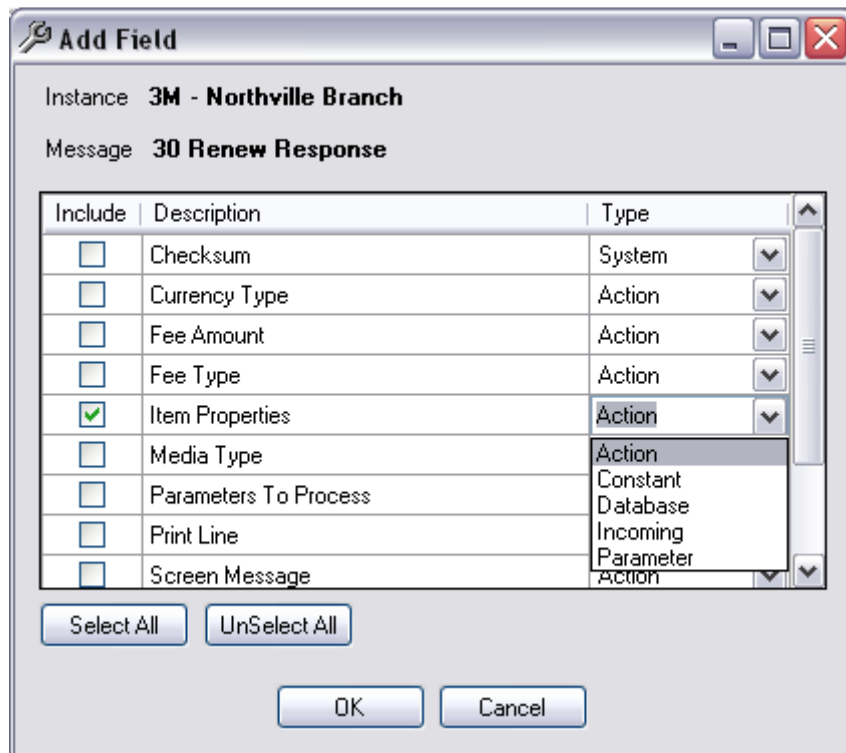 Add Field
Instance 3M - Northville Branch
Message 30 Renew Response
Include Description Type
Checksum System
Currency Type Action
Fee Amount Action
Fee Type Action
Item Properties Action
Media Type Action
Parameters To Process Constant
Database
Print Line Incoming
Parameter
Screen Message Action
Select All UnSelect All
OK Cancel